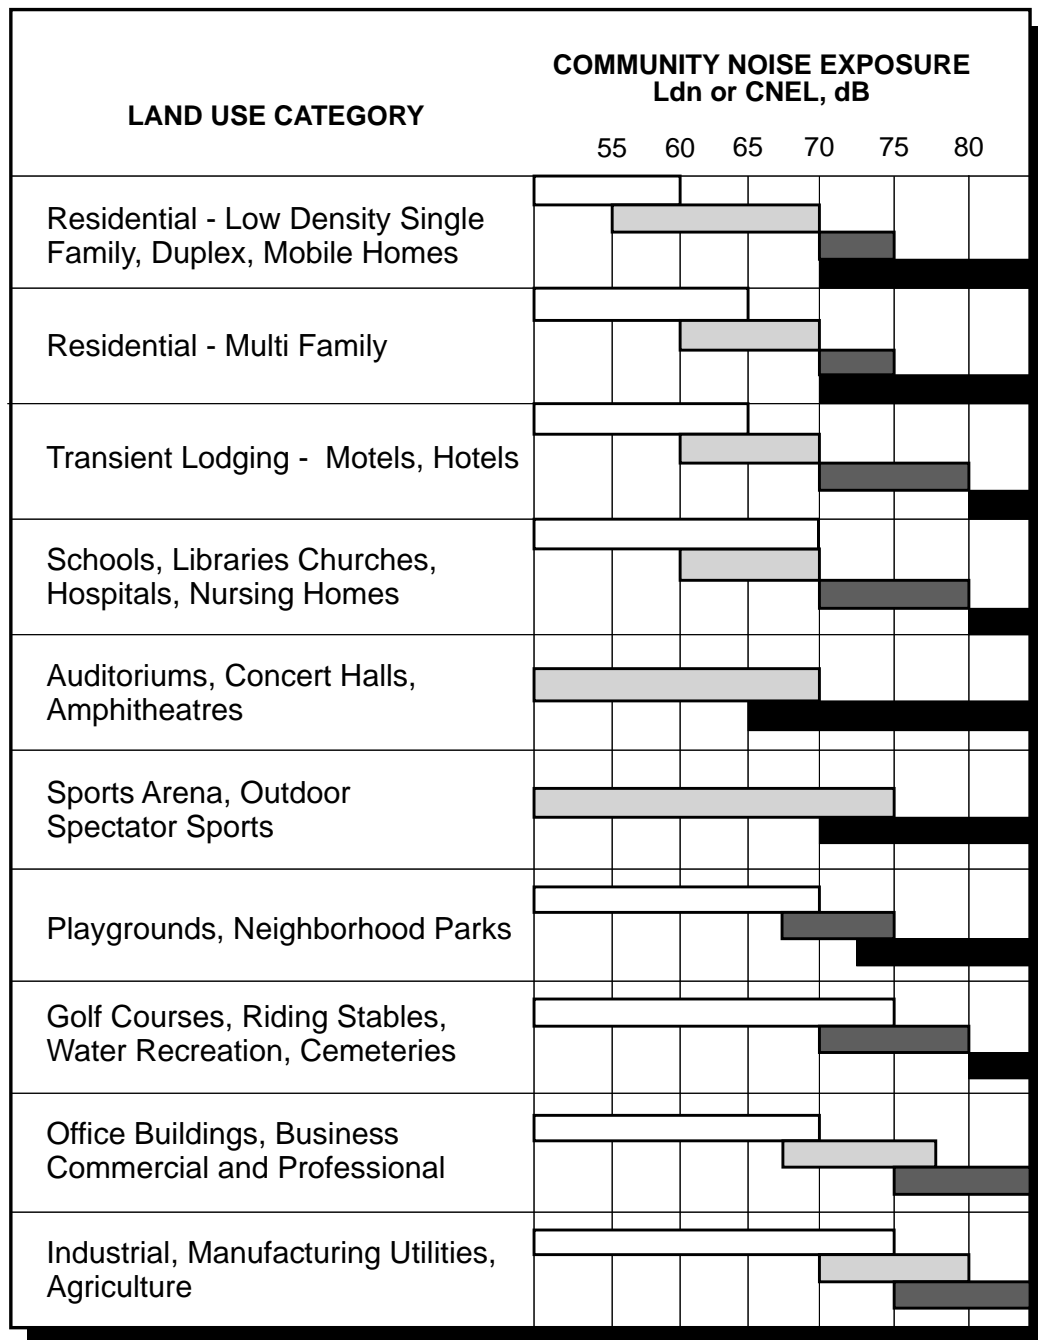 COMMUNITY NOISE EXPOSURE
Ldn or CNEL, dB
LAND USE CATEGORY
55 60 65 70 75 80
Residential - Low Density Single
Family, Duplex, Mobile Homes
Residential - Multi Family
Transient Lodging - Motels, Hotels
Schools, Libraries Churches,
Hospitals, Nursing Homes
Auditoriums, Concert Halls,
Amphitheatres
Sports Arena, Outdoor
Spectator Sports
Playgrounds, Neighborhood Parks
Golf Courses, Riding Stables,
Water Recreation, Cemeteries
Office Buildings, Business
Commercial and Professional
Industrial, Manufacturing Utilities,
Agriculture